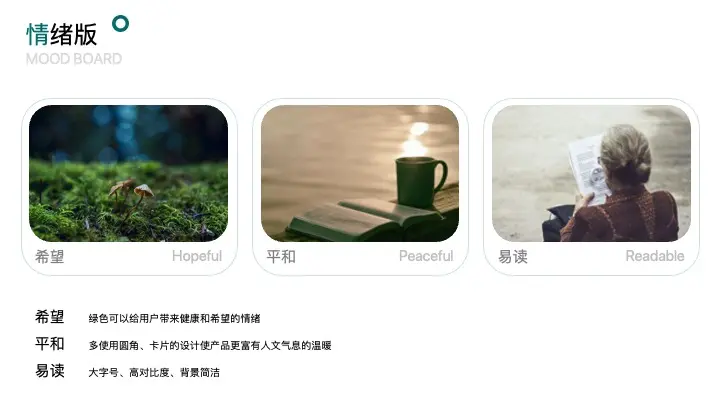 情绪版
MOOD BOARD
希望 Hopeful
平和 Peaceful
易读 Readable
希望 绿色可以给用户带来健康和希望的情绪
平和 多使用圆角、卡片的设计使产品更富有人文气息的温暖
易读 大字号、高对比度、背景简洁